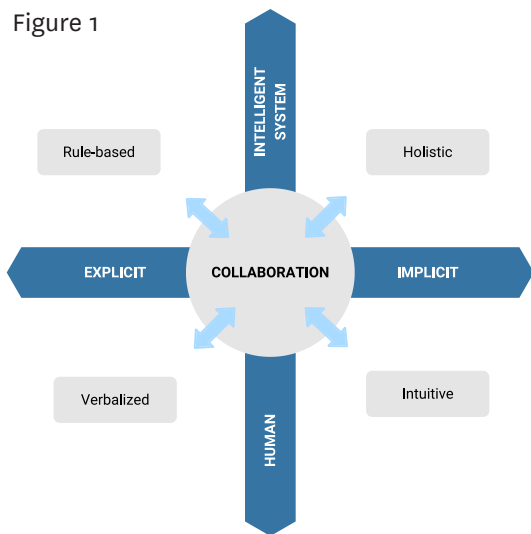 Figure 1
INTELLIGENT
SYSTEM
Rule-based
Holistic
EXPLICIT
COLLABORATION
IMPLICIT
Verbalized
Intuitive
HUMAN